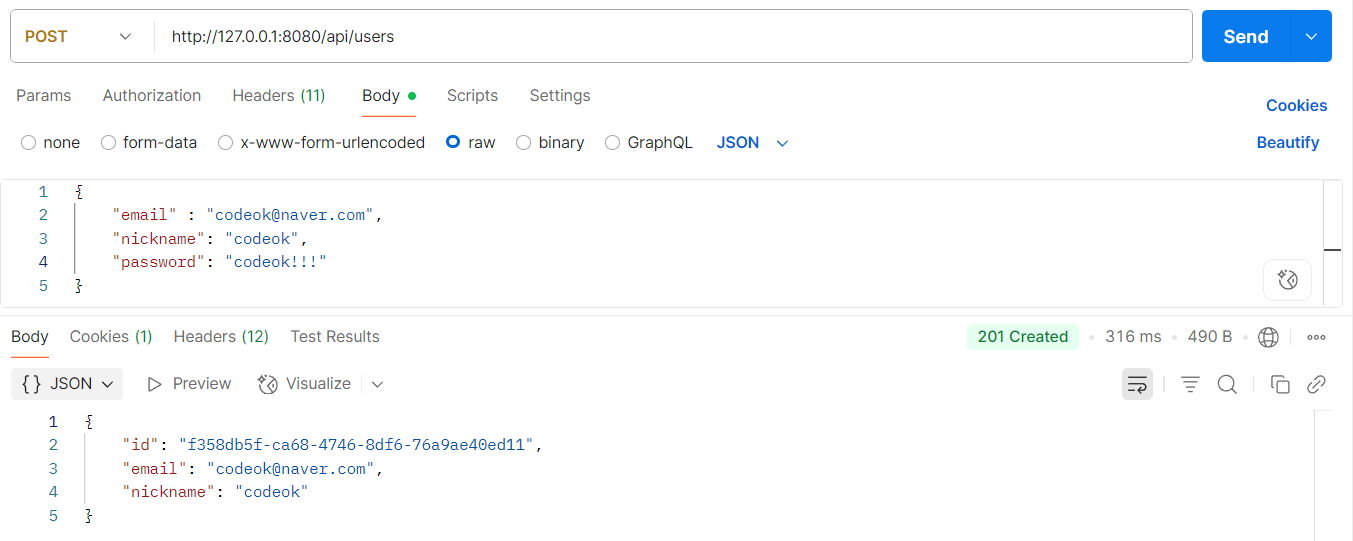 POST http://127.0.0.1:8080/api/users Send
Params Authorization Headers (11) Body Scripts Settings Cookies
none form-data x-www-form-urlencoded raw binary GraphQL JSON Beautify
1 {
2 "email" : "codeok@naver.com",
3 "nickname": "codeok",
4 "password": "codeok!!!"
5 }
Body Cookies (1) Headers (12) Test Results 201 Created 316 ms 490 B
{} JSON Preview Visualize
1 {
2 "id": "f358db5f-ca68-4746-8df6-76a9ae40ed11",
3 "email": "codeok@naver.com",
4 "nickname": "codeok"
5 }